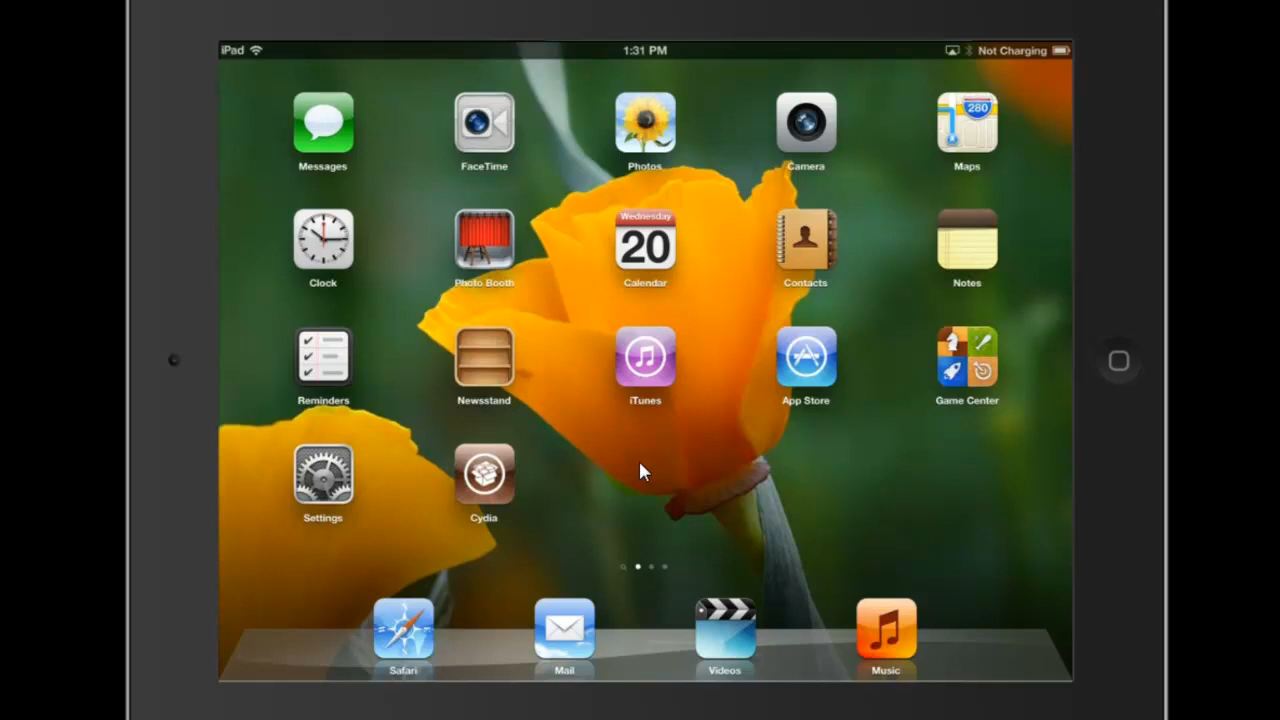 iPad 1:31 PM Not Charging
280
Messages FaceTime Photos Camera Maps
Wednesday
20
Clock Photo Booth Calendar Contacts Notes
Reminders Newsstand iTunes App Store Game Center
Settings Cydia
Safari Mail Videos Music